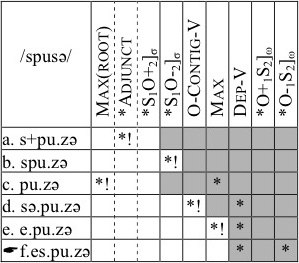 /spusə/ MAX(ROOT) *ADJUNCT *S₁O+₂]σ *S₁O-₂]σ O-CONTIG-V MAX DEP-V *O+₁S₂]ω *O-₁S₂]ω
a. s+pu.zə *!
b. spu.zə *!
c. pu.zə *! *
d. sə.pu.zə *! *
e. e.pu.zə *! *
☛f.es.pu.zə * *